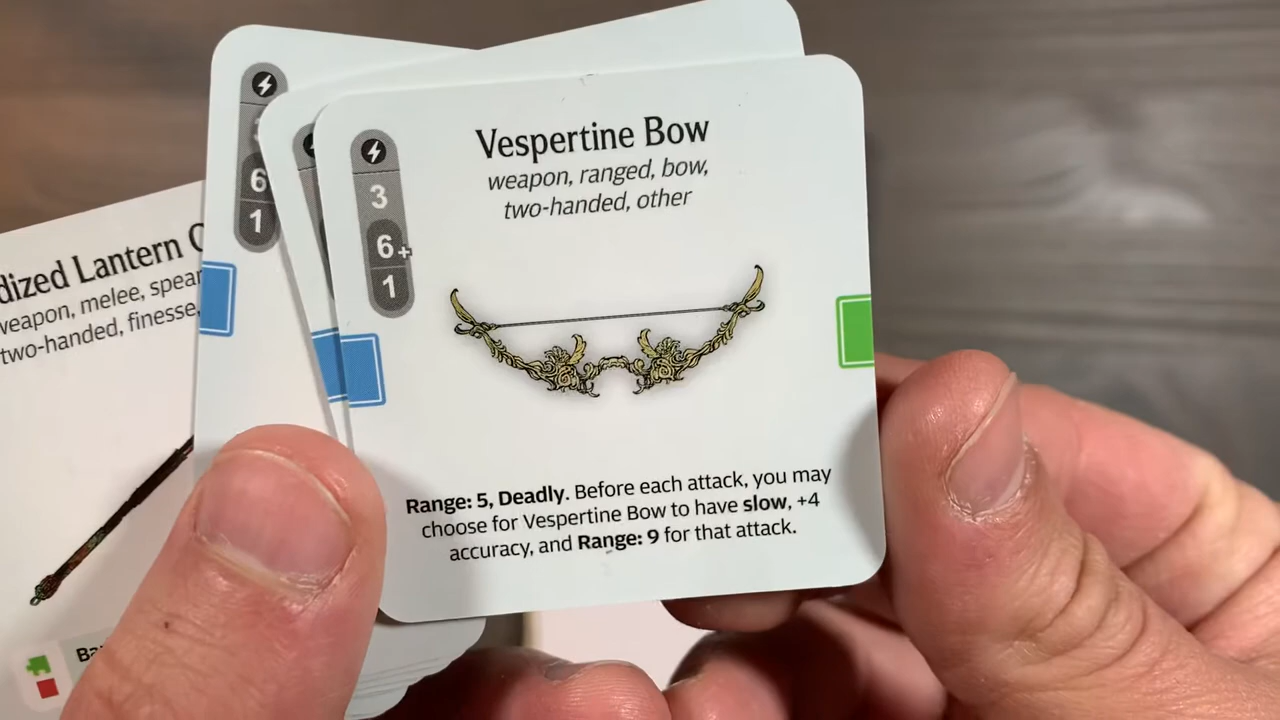 Vespertine Bow
weapon, ranged, bow,
two-handed, other
3
6+
1
Range: 5, Deadly. Before each attack, you may
choose for Vespertine Bow to have slow, +4
accuracy, and Range: 9 for that attack.
6
1
Lantern
weapon, melee, spear
two-handed, finesse,